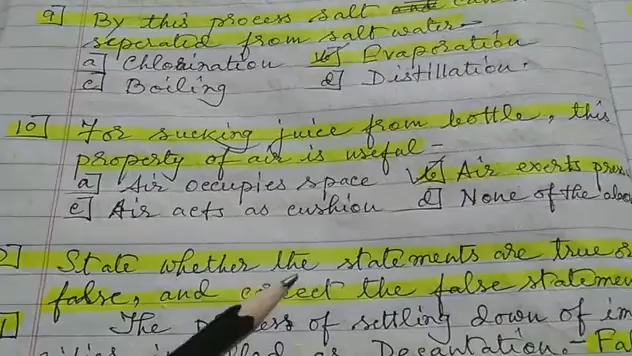 9] By this process salt can
seperated from salt water-
a] Chlorination b] Evaporation
c] Boiling d] Distillation.
10] For sucking juice from bottle, this
property of air is useful-
a] Air occupies space b] Air exerts
c] Air acts as cushion d] None of the
2] State whether the statements are true or
false, and correct the false
1] The of settling down of
Decantation.-